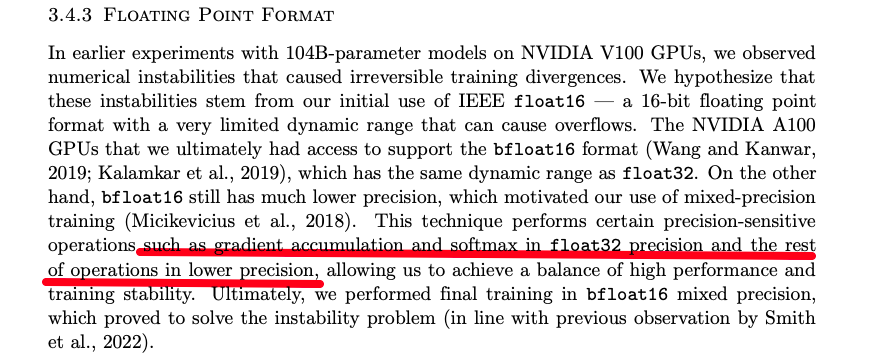 3.4.3 Floating Point Format
In earlier experiments with 104B-parameter models on NVIDIA V100 GPUs, we observed
numerical instabilities that caused irreversible training divergences. We hypothesize that
these instabilities stem from our initial use of IEEE float16 — a 16-bit floating point
format with a very limited dynamic range that can cause overflows. The NVIDIA A100
GPUs that we ultimately had access to support the bfloat16 format (Wang and Kanwar,
2019; Kalamkar et al., 2019), which has the same dynamic range as float32. On the other
hand, bfloat16 still has much lower precision, which motivated our use of mixed-precision
training (Micikevicius et al., 2018). This technique performs certain precision-sensitive
operations such as gradient accumulation and softmax in float32 precision and the rest
of operations in lower precision, allowing us to achieve a balance of high performance and
training stability. Ultimately, we performed final training in bfloat16 mixed precision,
which proved to solve the instability problem (in line with previous observation by Smith
et al., 2022).